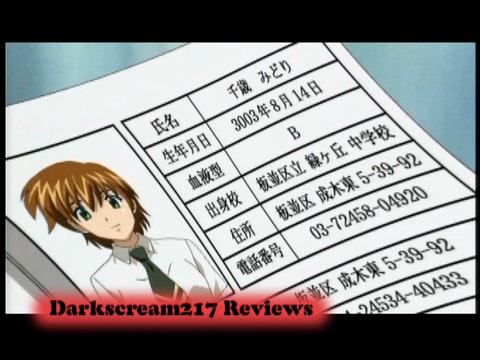 氏名 千歳 みどり
生年月日 3003年8月14日
血液型 B
出身校 板並区立 緑ヶ丘 中学校
住所 板並区 成木東 5-39-92
電話番号 03-72458-04920
板並区 成木東 5-39-92
24534-40433
Darkscream217 Reviews